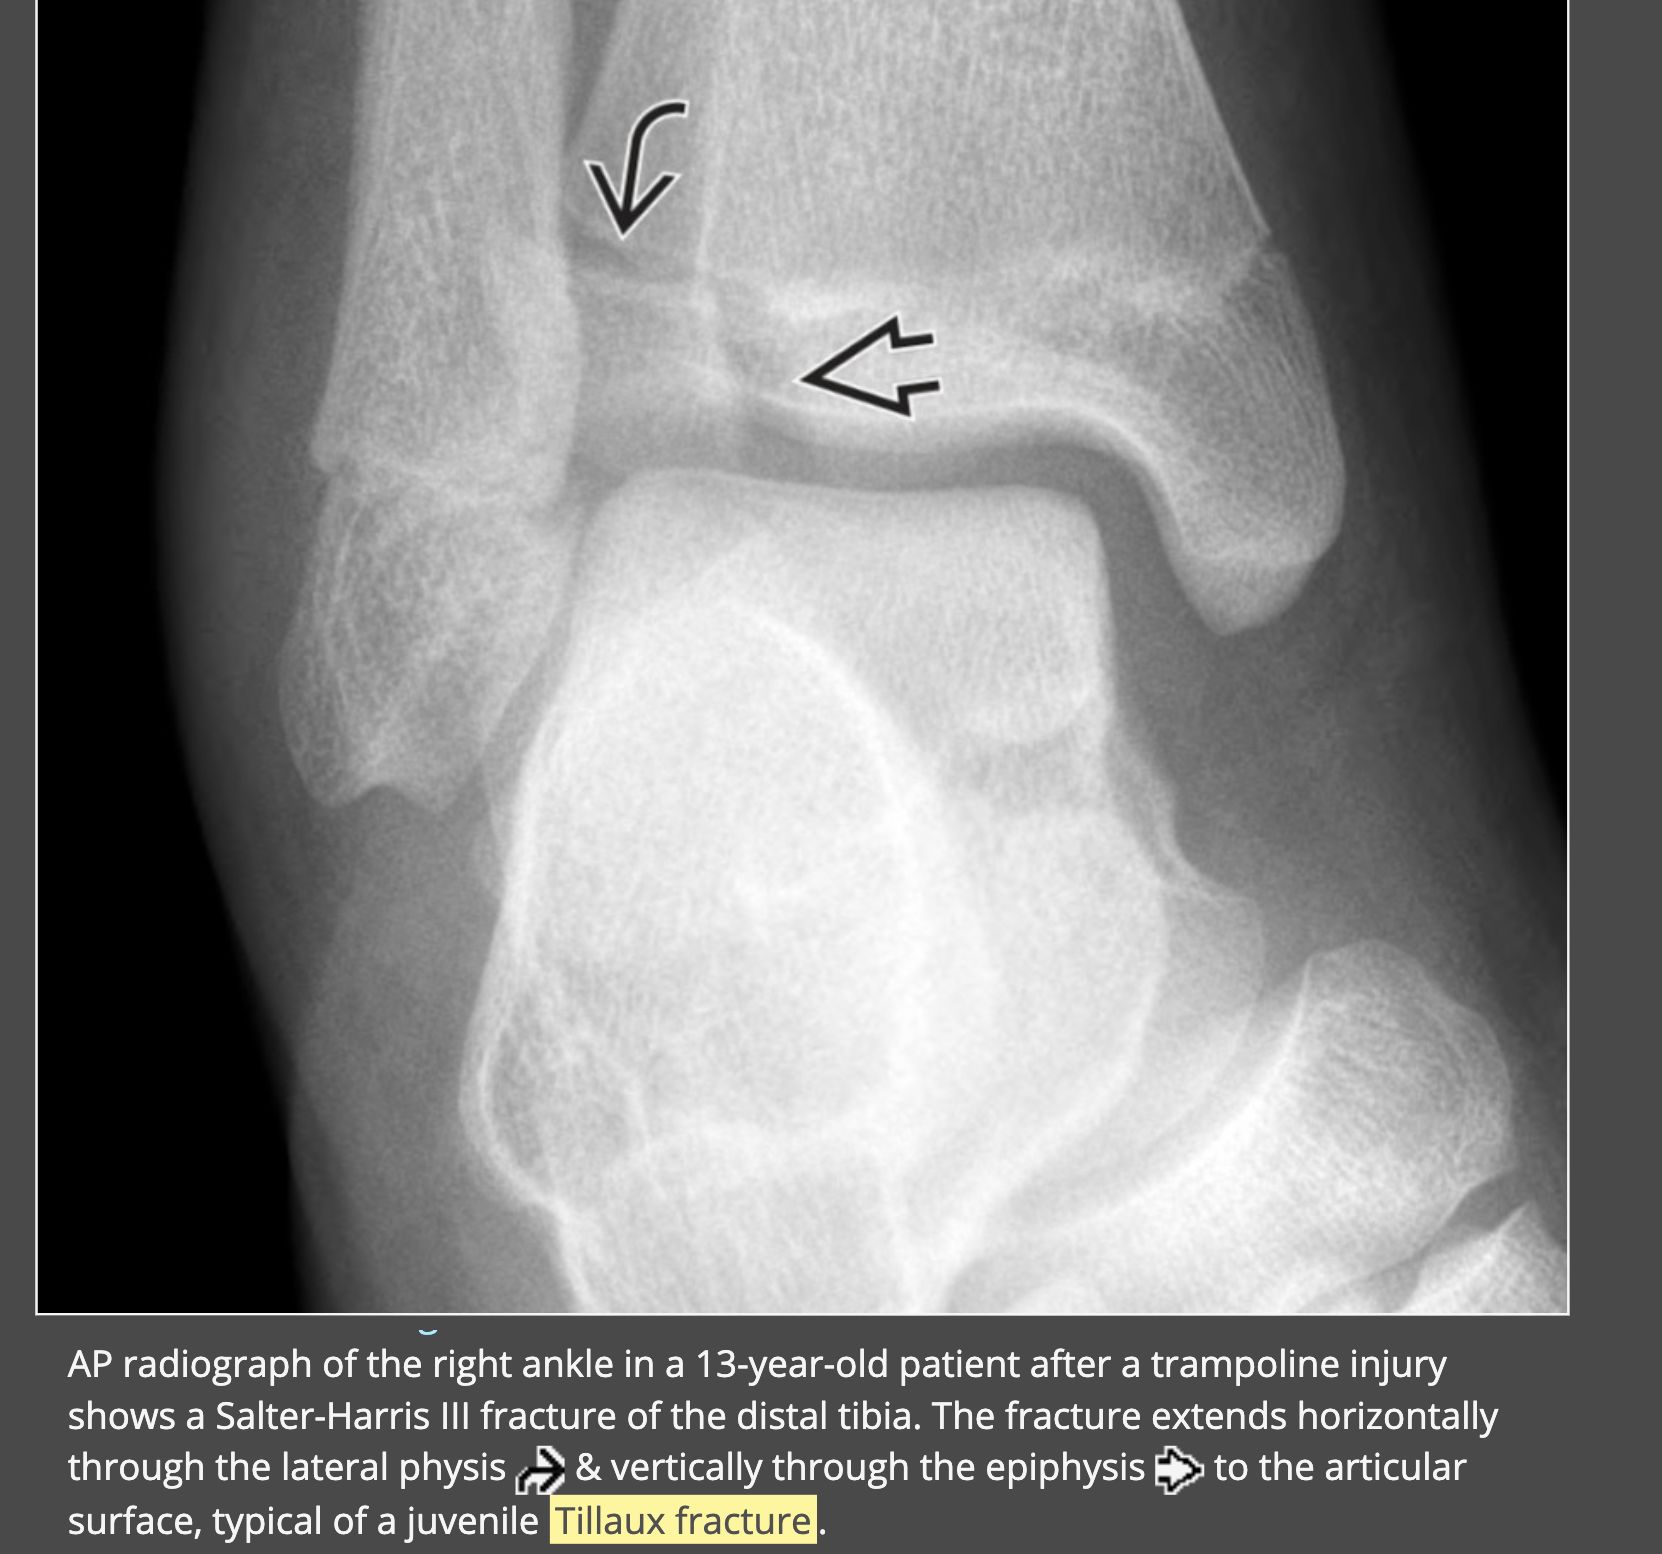 AP radiograph of the right ankle in a 13-year-old patient after a trampoline injury
shows a Salter-Harris III fracture of the distal tibia. The fracture extends horizontally
through the lateral physis & vertically through the epiphysis to the articular
surface, typical of a juvenile Tillaux fracture.